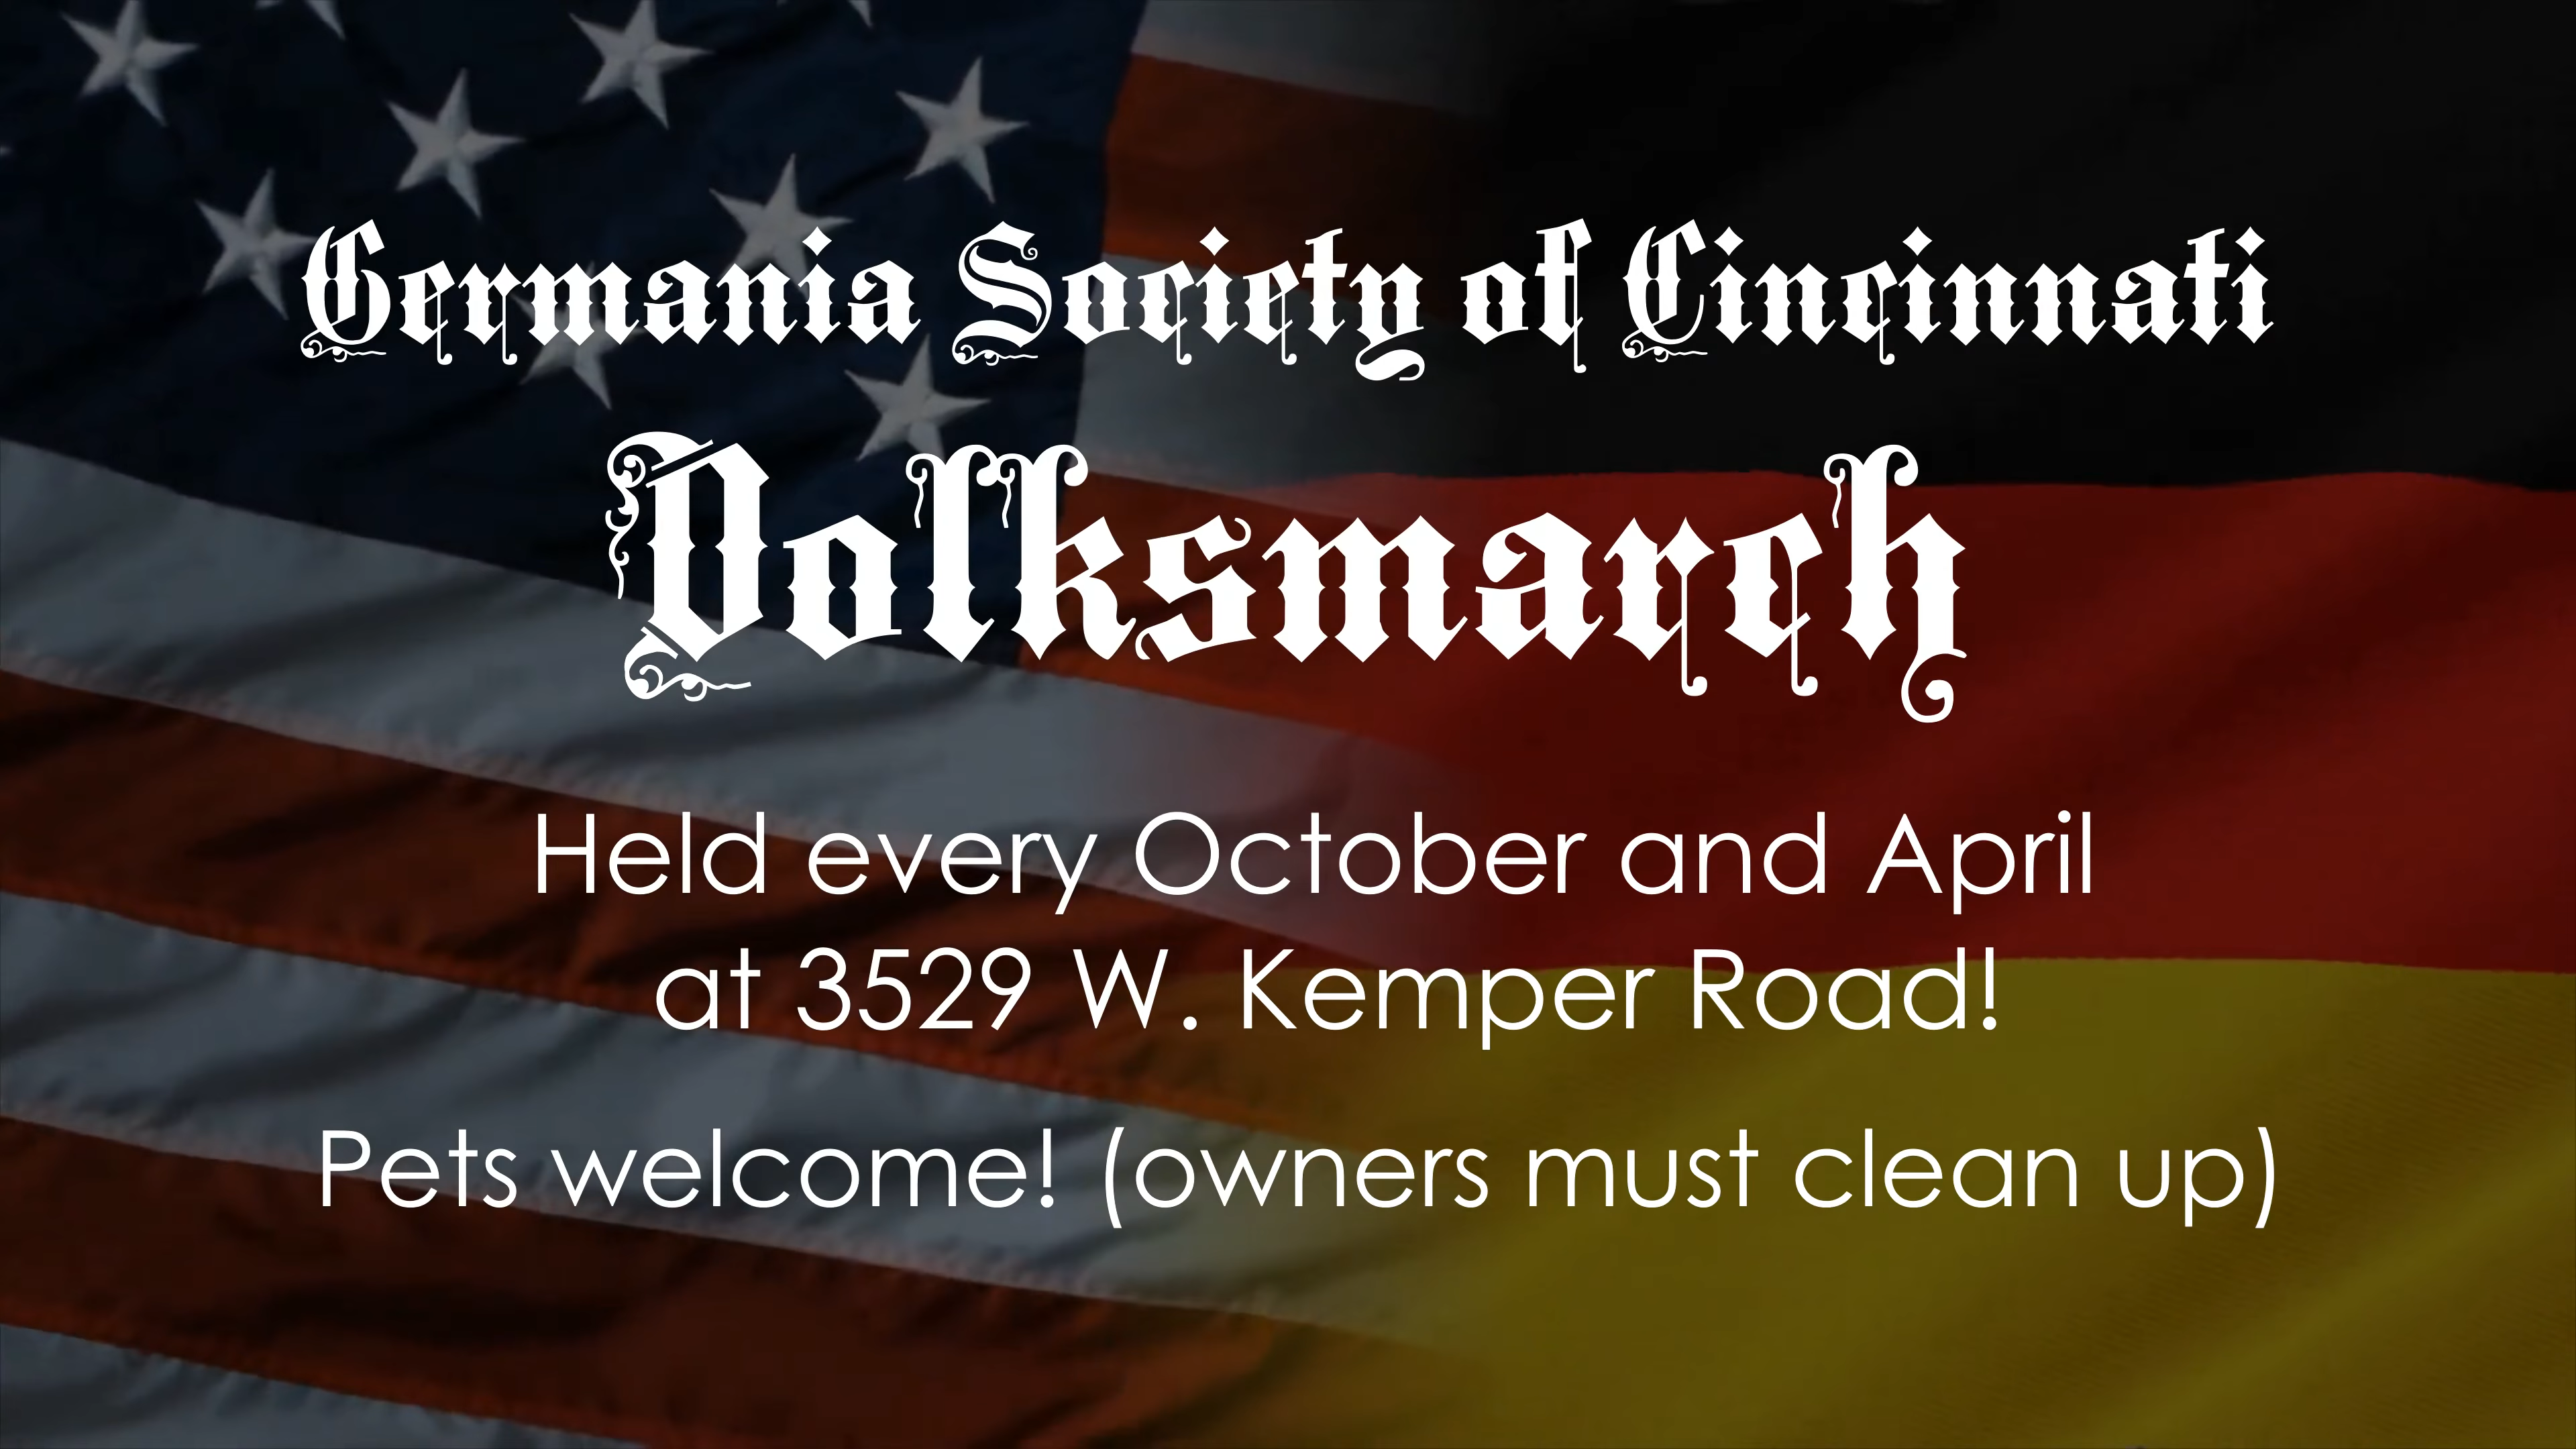 Germania Society of Cincinnati
Volksmarch
Held every October and April
at 3529 W. Kemper Road!
Pets welcome! (owners must clean up)